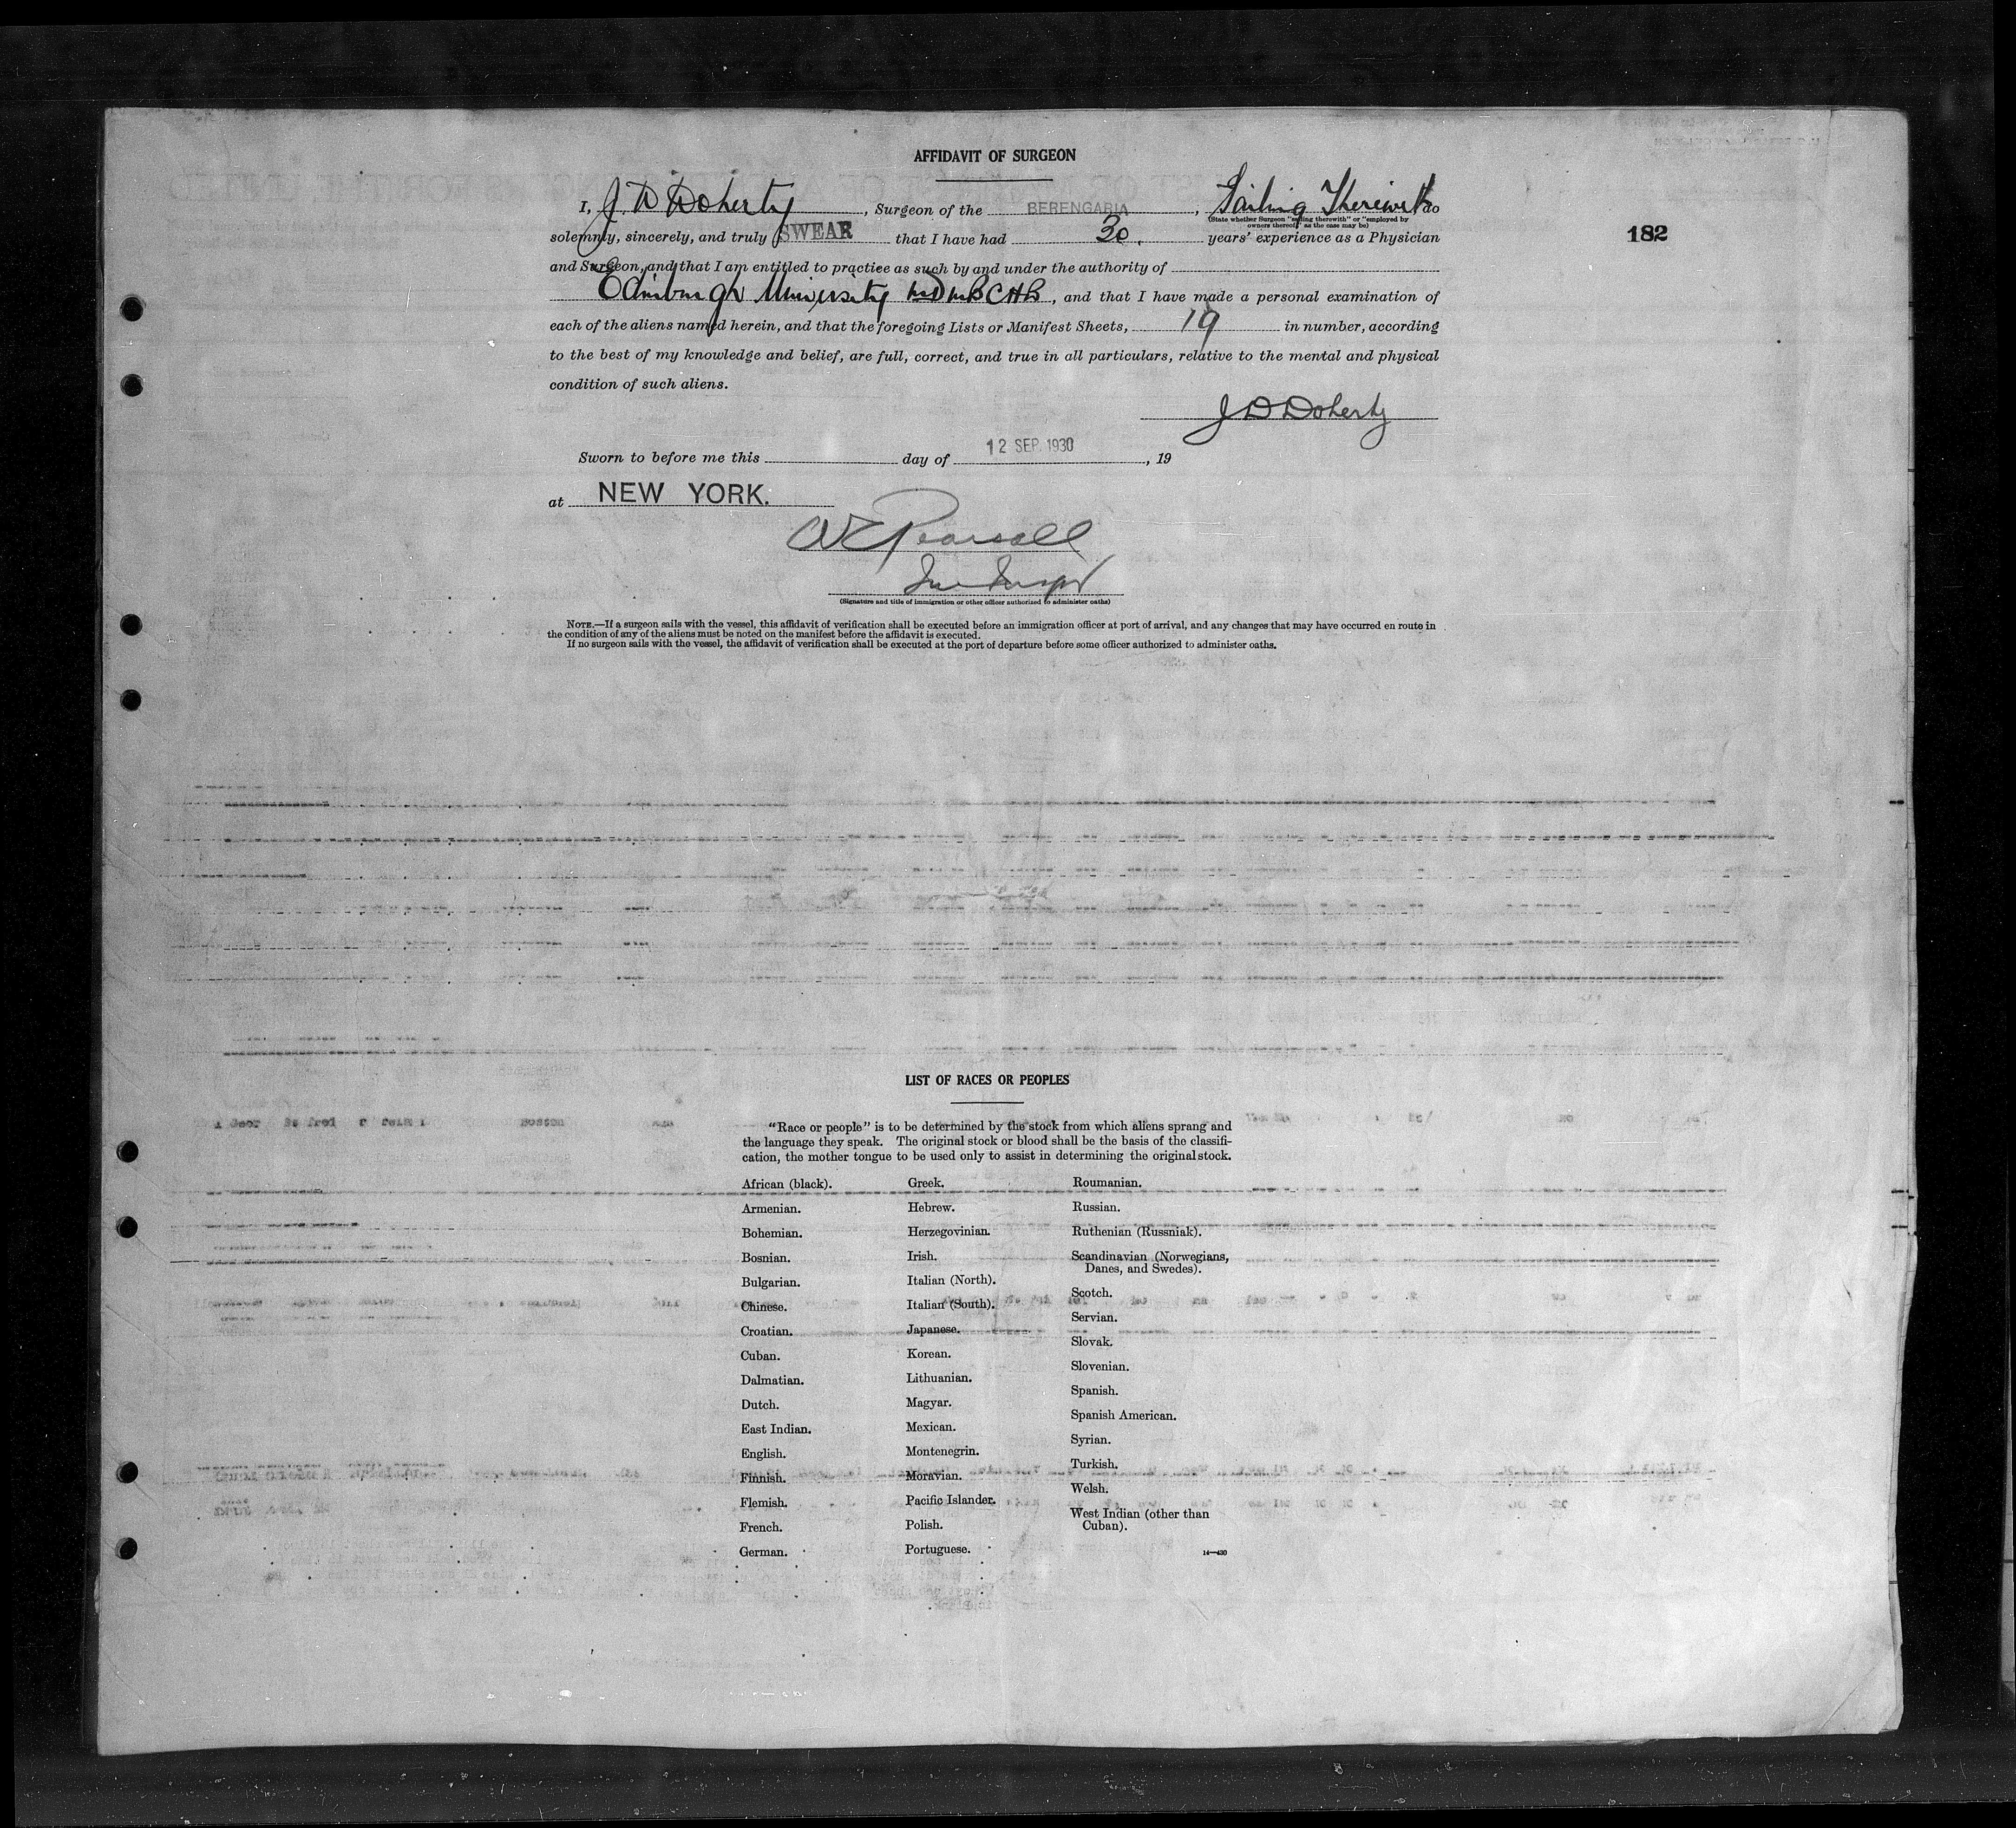 AFFIDAVIT OF SURGEON
I, J. D Doherty, Surgeon of the BERENGARIA, Sailing Therewith do
(State whether Surgeon "sailing therewith" or "employed by
owners thereof," as the case may be)
solemnly, sincerely, and truly SWEAR that I have had 30. years' experience as a Physician
182
and Surgeon, and that I am entitled to practice as such by and under the authority of
Edinburgh University MD MB CHB, and that I have made a personal examination of
each of the aliens named herein, and that the foregoing Lists or Manifest Sheets, 19 in number, according
to the best of my knowledge and belief, are full, correct, and true in all particulars, relative to the mental and physical
condition of such aliens.
J D Doherty
Sworn to before me this day of 12 SEP. 1930, 19
at NEW YORK.
Pearsall
(Signature and title of immigration or other officer authorized to administer oaths)
NOTE.—If a surgeon sails with the vessel, this affidavit of verification shall be executed before an immigration officer at port of arrival, and any changes that may have occurred en route in
the condition of any of the aliens must be noted on the manifest before the affidavit is executed.
If no surgeon sails with the vessel, the affidavit of verification shall be executed at the port of departure before some officer authorized to administer oaths.
LIST OF RACES OR PEOPLES
"Race or people" is to be determined by the stock from which aliens sprang and
the language they speak. The original stock or blood shall be the basis of the classifi-
cation, the mother tongue to be used only to assist in determining the original stock.
African (black).
Armenian.
Bohemian.
Bosnian.
Bulgarian.
Chinese.
Croatian.
Cuban.
Dalmatian.
Dutch.
East Indian.
English.
Finnish.
Flemish.
French.
German.
Greek.
Hebrew.
Herzegovinian.
Irish.
Italian (North).
Italian (South).
Japanese.
Korean.
Lithuanian.
Magyar.
Mexican.
Montenegrin.
Moravian.
Pacific Islander.
Polish.
Portuguese.
Roumanian.
Russian.
Ruthenian (Russniak).
Scandinavian (Norwegians,
Danes, and Swedes).
Scotch.
Servian.
Slovak.
Slovenian.
Spanish.
Spanish American.
Syrian.
Turkish.
Welsh.
West Indian (other than
Cuban).
14—430